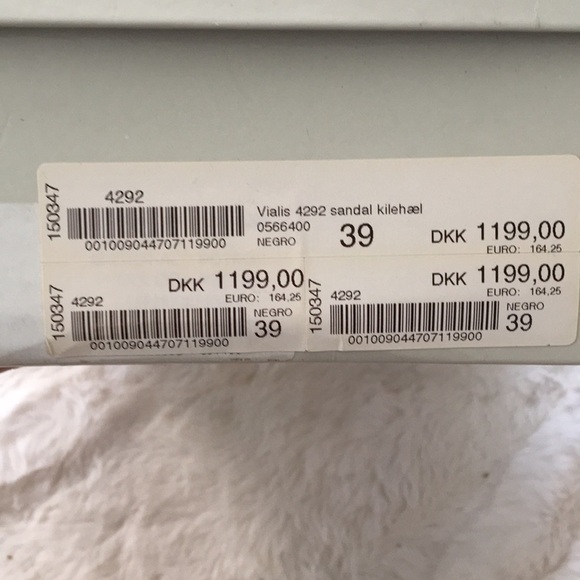 150347
4292
001009044707119900
Vialis 4292 sandal kilehæl
0566400
NEGRO
39
DKK 1199,00
EURO: 164,25
150347
4292
DKK 1199,00
EURO: 164,25
NEGRO
39
001009044707119900
150347
4292
DKK 1199,00
EURO: 164,25
NEGRO
39
001009044707119900